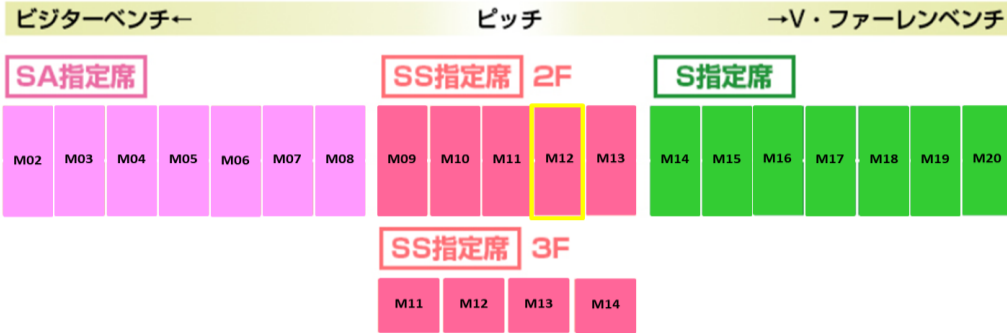 ビジターベンチ← ピッチ →V・ファーレンベンチ
SA指定席 SS指定席 2F S指定席
M02 M03 M04 M05 M06 M07 M08 M09 M10 M11 M12 M13 M14 M15 M16 M17 M18 M19 M20
SS指定席 3F
M11 M12 M13 M14